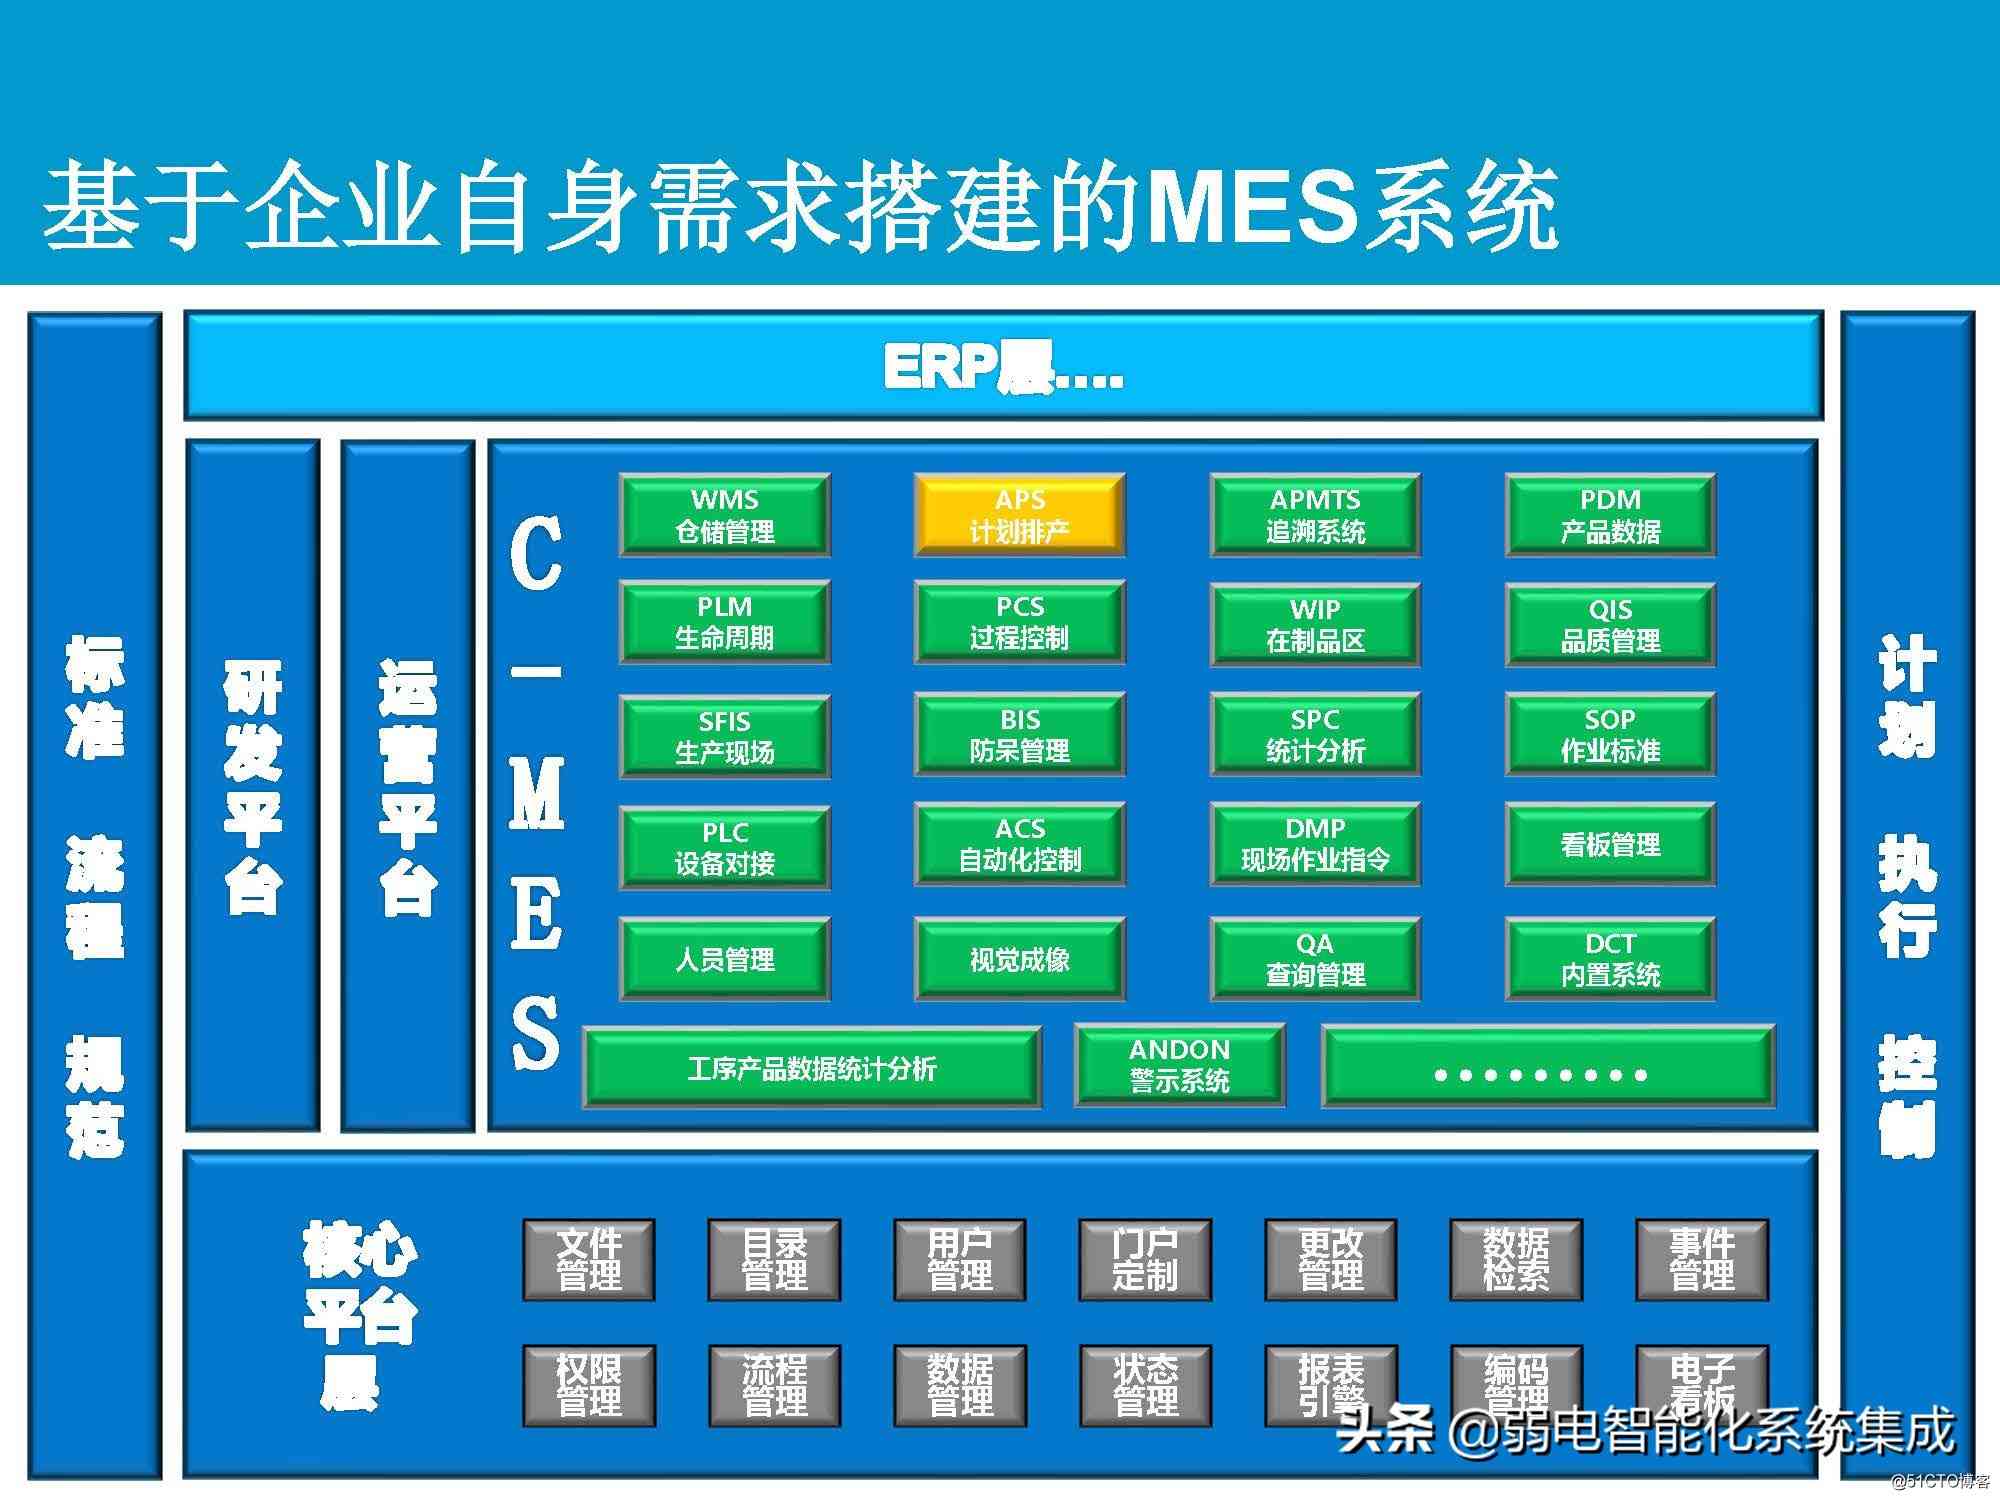 基于企业自身需求搭建的MES系统
ERP层....
标准 流程 规范
研发平台
运营平台
C-MES
WMS
仓储管理
APS
计划排产
APMTS
追溯系统
PDM
产品数据
PLM
生命周期
PCS
过程控制
WIP
在制品区
QIS
品质管理
SFIS
生产现场
BIS
防呆管理
SPC
统计分析
SOP
作业标准
PLC
设备对接
ACS
自动化控制
DMP
现场作业指令
看板管理
人员管理
视觉成像
QA
查询管理
DCT
内置系统
工序产品数据统计分析
ANDON
警示系统
.........
计划 执行 控制
核心
平台
层
文件
管理
目录
管理
用户
管理
门户
定制
更改
管理
数据
检索
事件
管理
权限
管理
流程
管理
数据
管理
状态
管理
报表
引擎
编码
管理
电子
看板
头条 @弱电智能化系统集成
@51CTO博客